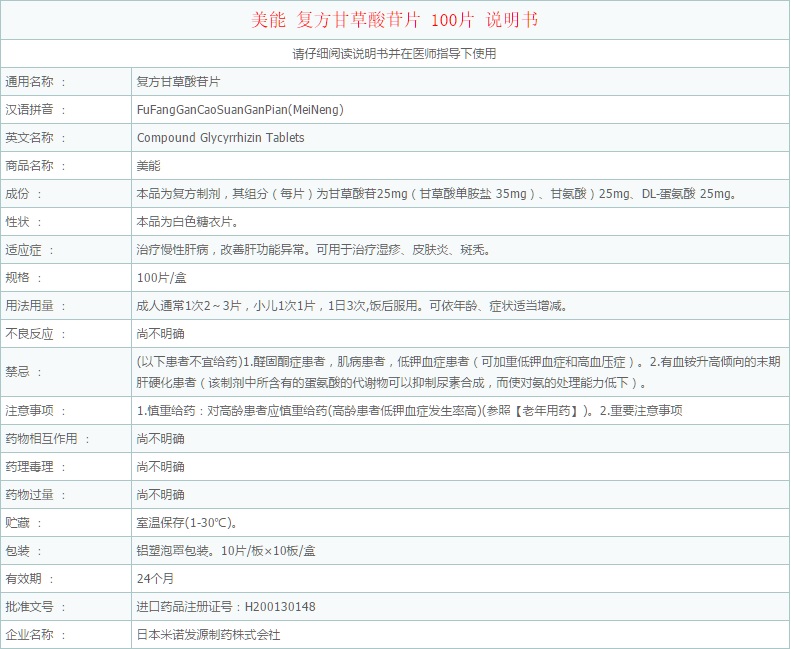 美能 复方甘草酸苷片 100片 说明书
请仔细阅读说明书并在医师指导下使用
通用名称 ： 复方甘草酸苷片
汉语拼音 ： FuFangGanCaoSuanGanPian(MeiNeng)
英文名称 ： Compound Glycyrrhizin Tablets
商品名称 ： 美能
成份 ： 本品为复方制剂，其组分（每片）为甘草酸苷25mg（甘草酸单胺盐 35mg）、甘氨酸）25mg、DL-蛋氨酸 25mg。
性状 ： 本品为白色糖衣片。
适应症 ： 治疗慢性肝病，改善肝功能异常。可用于治疗湿疹、皮肤炎、斑秃。
规格 ： 100片/盒
用法用量 ： 成人通常1次2～3片，小儿1次1片，1日3次,饭后服用。可依年龄、症状适当增减。
不良反应 ： 尚不明确
禁忌 ： (以下患者不宜给药)1.醛固酮症患者，肌病患者，低钾血症患者（可加重低钾血症和高血压症）。2.有血铵升高倾向的末期
肝硬化患者（该制剂中所含有的蛋氨酸的代谢物可以抑制尿素合成，而使对氨的处理能力低下）。
注意事项 ： 1.慎重给药：对高龄患者应慎重给药(高龄患者低钾血症发生率高)(参照【老年用药】)。2.重要注意事项
药物相互作用 ： 尚不明确
药理毒理 ： 尚不明确
药物过量 ： 尚不明确
贮藏 ： 室温保存(1-30℃)。
包装 ： 铝塑泡罩包装。10片/板×10板/盒
有效期 ： 24个月
批准文号 ： 进口药品注册证号：H200130148
企业名称 ： 日本米诺发源制药株式会社